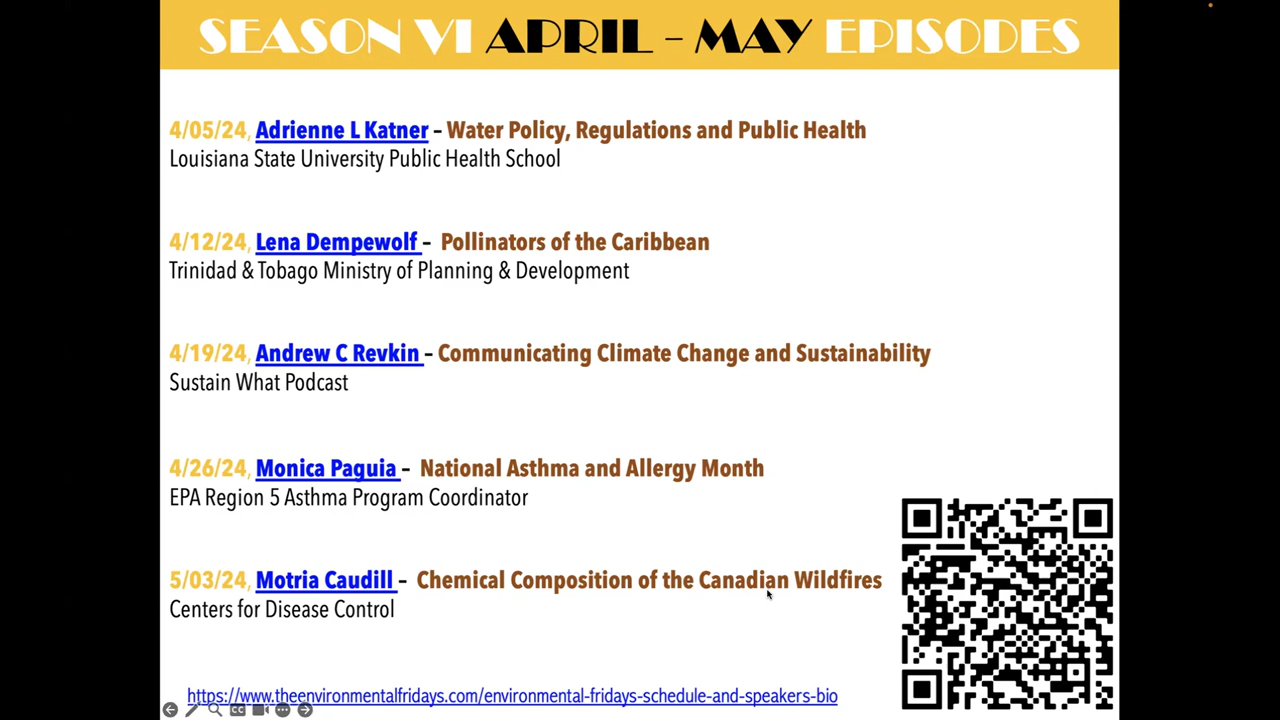 SEASON VI APRIL – MAY EPISODES
4/05/24, Adrienne L Katner – Water Policy, Regulations and Public Health
Louisiana State University Public Health School
4/12/24, Lena Dempewolf – Pollinators of the Caribbean
Trinidad & Tobago Ministry of Planning & Development
4/19/24, Andrew C Revkin – Communicating Climate Change and Sustainability
Sustain What Podcast
4/26/24, Monica Paguia – National Asthma and Allergy Month
EPA Region 5 Asthma Program Coordinator
5/03/24, Motria Caudill – Chemical Composition of the Canadian Wildfires
Centers for Disease Control
https://www.theenvironmentalfridays.com/environmental-fridays-schedule-and-speakers-bio
CC